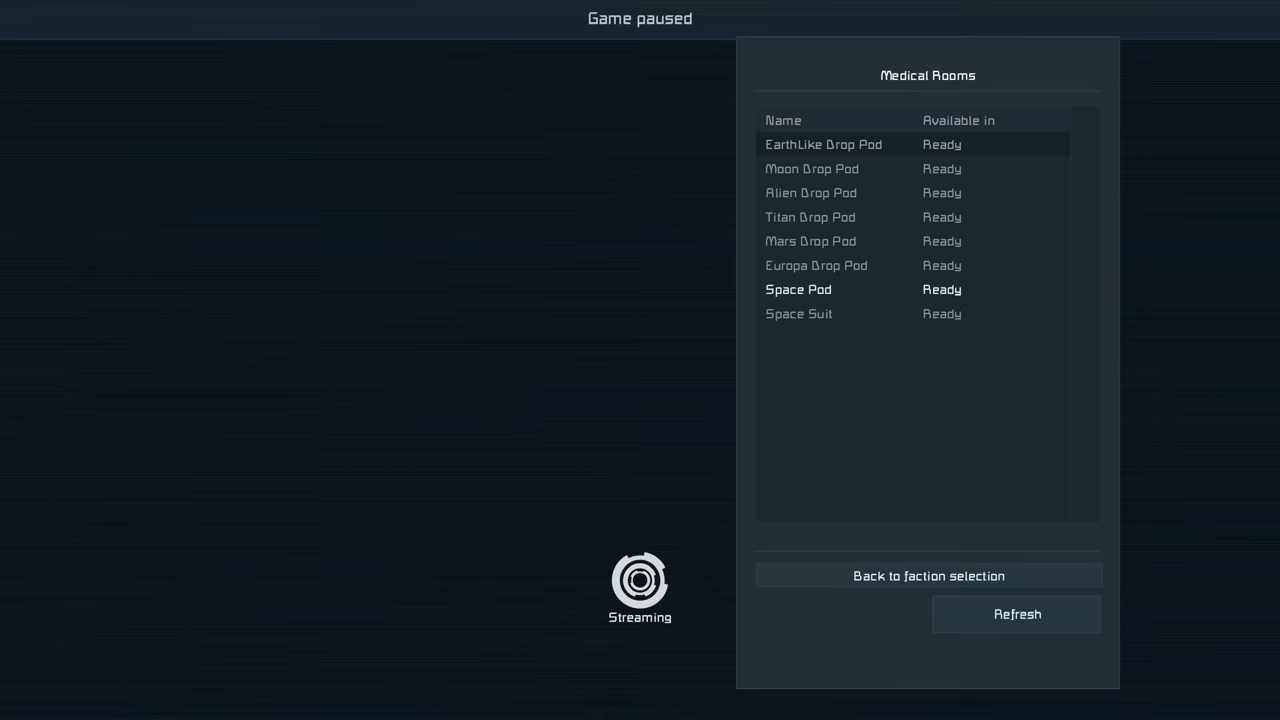 Game paused
Medical Rooms
Name Available in
EarthLike Drop Pod Ready
Moon Drop Pod Ready
Alien Drop Pod Ready
Titan Drop Pod Ready
Mars Drop Pod Ready
Europa Drop Pod Ready
Space Pod Ready
Space Suit Ready
Back to faction selection
Streaming
Refresh